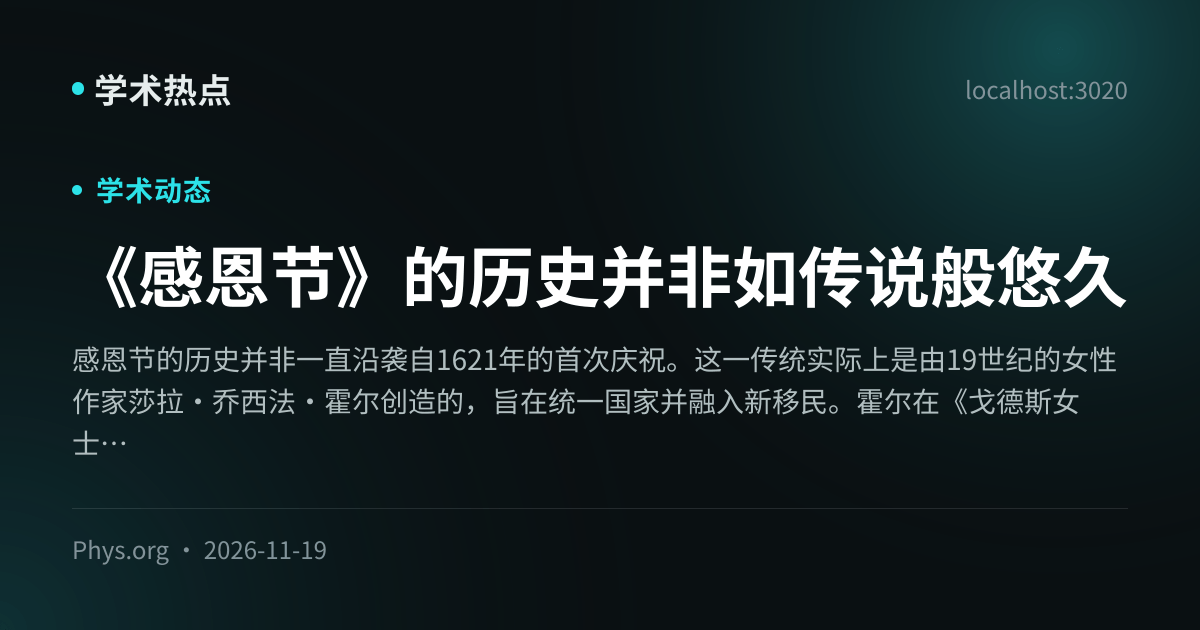 学术热点
localhost:3020
学术动态
《感恩节》的历史并非如传说般悠久
感恩节的历史并非一直沿袭自1621年的首次庆祝。这一传统实际上是由19世纪的女性
作家莎拉・乔西法・霍尔创造的，旨在统一国家并融入新移民。霍尔在《戈德斯女
士…
Phys.org · 2026-11-19